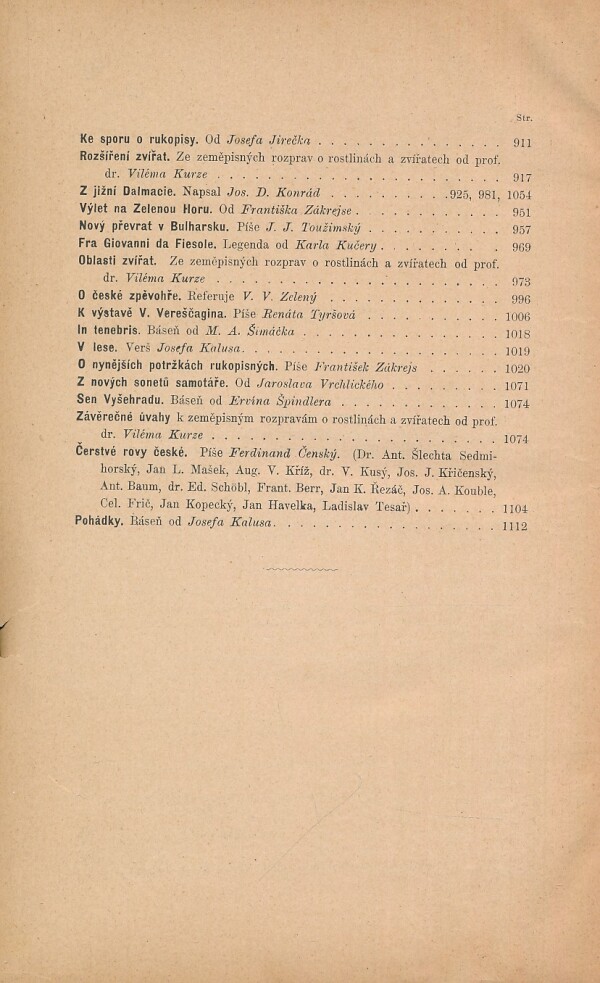 Str.
Ke sporu o rukopisy. Od Josefa Jirečka . . . . . . . . . . . . . . . 911
Rozšíření zvířat. Ze zeměpisných rozprav o rostlinách a zvířatech od prof.
dr. Viléma Kurze . . . . . . . . . . . . . . . . . . . . . . . 917
Z jižní Dalmacie. Napsal Jos. D. Konrád . . . . . . . . . . .925, 981, 1054
Výlet na Zelenou Horu. Od Františka Zákrejse . . . . . . . . . . . . 951
Nový převrat v Bulharsku. Píše J. J. Toužimský . . . . . . . . . . . 957
Fra Giovanni da Fiesole. Legenda od Karla Kučery . . . . . . . . . . 969
Oblasti zvířat. Ze zeměpisných rozprav o rostlinách a zvířatech od prof.
dr. Viléma Kurze . . . . . . . . . . . . . . . . . . . . . . . 973
O české zpěvohře. Referuje V. V. Zelený . . . . . . . . . . . . . . . 996
K výstavě V. Vereščagina. Píše Renáta Tyršová . . . . . . . . . . . . 1006
In tenebris. Báseň od M. A. Šimáčka . . . . . . . . . . . . . . . . 1018
V lese. Verš Josefa Kalusa. . . . . . . . . . . . . . . . . . . . . 1019
O nynějších potržkách rukopisných. Píše František Zákrejs . . . . . . . 1020
Z nových sonetů samotáře. Od Jaroslava Vrchlického . . . . . . . . . 1071
Sen Vyšehradu. Báseň od Ervína Špindlera . . . . . . . . . . . . . 1074
Závěrečné úvahy k zeměpisným rozpravám o rostlinách a zvířatech od prof.
dr. Viléma Kurze . . . . . . . . . . . . . . . . . . . . . . . 1074
Čerstvé rovy české. Píše Ferdinand Čenský. (Dr. Ant. Šlechta Sedmi-
horský, Jan L. Mašek, Aug. V. Kříž, dr. V. Kusý, Jos. J. Křičenský,
Ant. Baum, dr. Ed. Schöbl, Frant. Berr, Jan K. Řezáč, Jos. A. Kouble,
Cel. Frič, Jan Kopecký, Jan Havelka, Ladislav Tesař) . . . . . . . 1104
Pohádky. Báseň od Josefa Kalusa. . . . . . . . . . . . . . . . . . . 1112